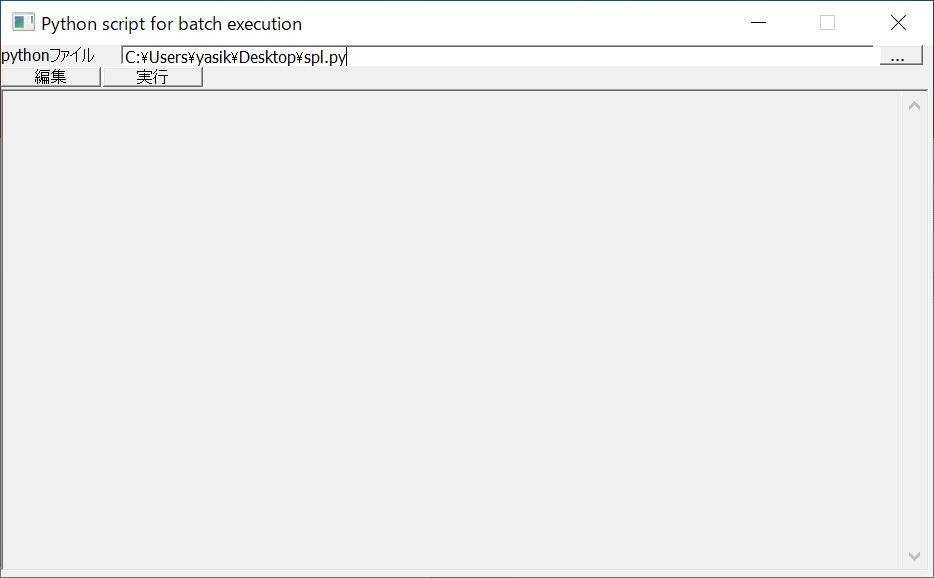 Python script for batch execution
pythonファイル C:¥Users¥yasik¥Desktop¥spl.py ...
編集 実行